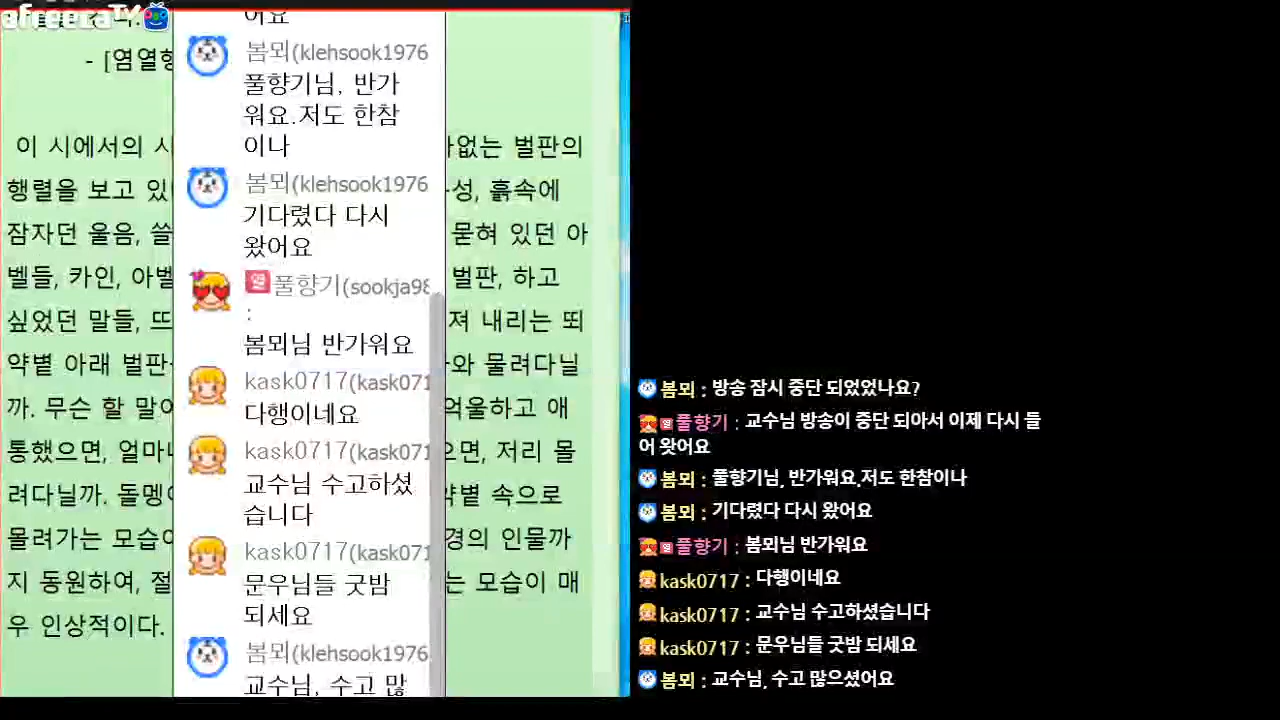 afreecaTV
어요
- [염열
봄뫼(klehsook1976
풀향기님, 반가
워요.저도 한참
이나
봄뫼(klehsook1976
기다렸다 다시
왔어요
풀향기(sookja98
:
봄뫼님 반가워요
kask0717(kask071
다행이네요
kask0717(kask071
교수님 수고하셨
습니다
kask0717(kask071
문우님들 굿밤
되세요
봄뫼(klehsook1976
교수님, 수고 많
이 시에서의 없는 벌판의
행렬을 보고 성, 흙속에
잠자던 울음, 묻혀 있던 아
벨들, 카인, 아벨 벌판, 하고
싶었던 말들, 져 내리는 뙤
약볕 아래 벌판 와 물려다닐
까. 무슨 할 말이 억울하고 애
통했으면, 얼마 으면, 저리 몰
려다닐까. 돌멩이 약볕 속으로
몰려가는 모습이 경의 인물까
지 동원하여, 는 모습이 매
우 인상적이다.
봄뫼 : 방송 잠시 중단 되었었나요?
풀향기 : 교수님 방송이 중단 되아서 이제 다시 들
어 왓어요
봄뫼 : 풀향기님, 반가워요.저도 한참이나
봄뫼 : 기다렸다 다시 왔어요
풀향기 : 봄뫼님 반가워요
kask0717 : 다행이네요
kask0717 : 교수님 수고하셨습니다
kask0717 : 문우님들 굿밤 되세요
봄뫼 : 교수님, 수고 많으셨어요